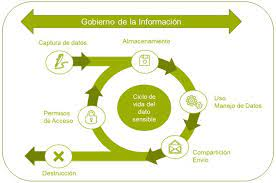 Gobierno de la Información
Captura de datos
Almacenamiento
Uso
Manejo de Datos
Ciclo de
vida del
dato
sensible
Permisos
de Acceso
Compartición
Envío
Destrucción